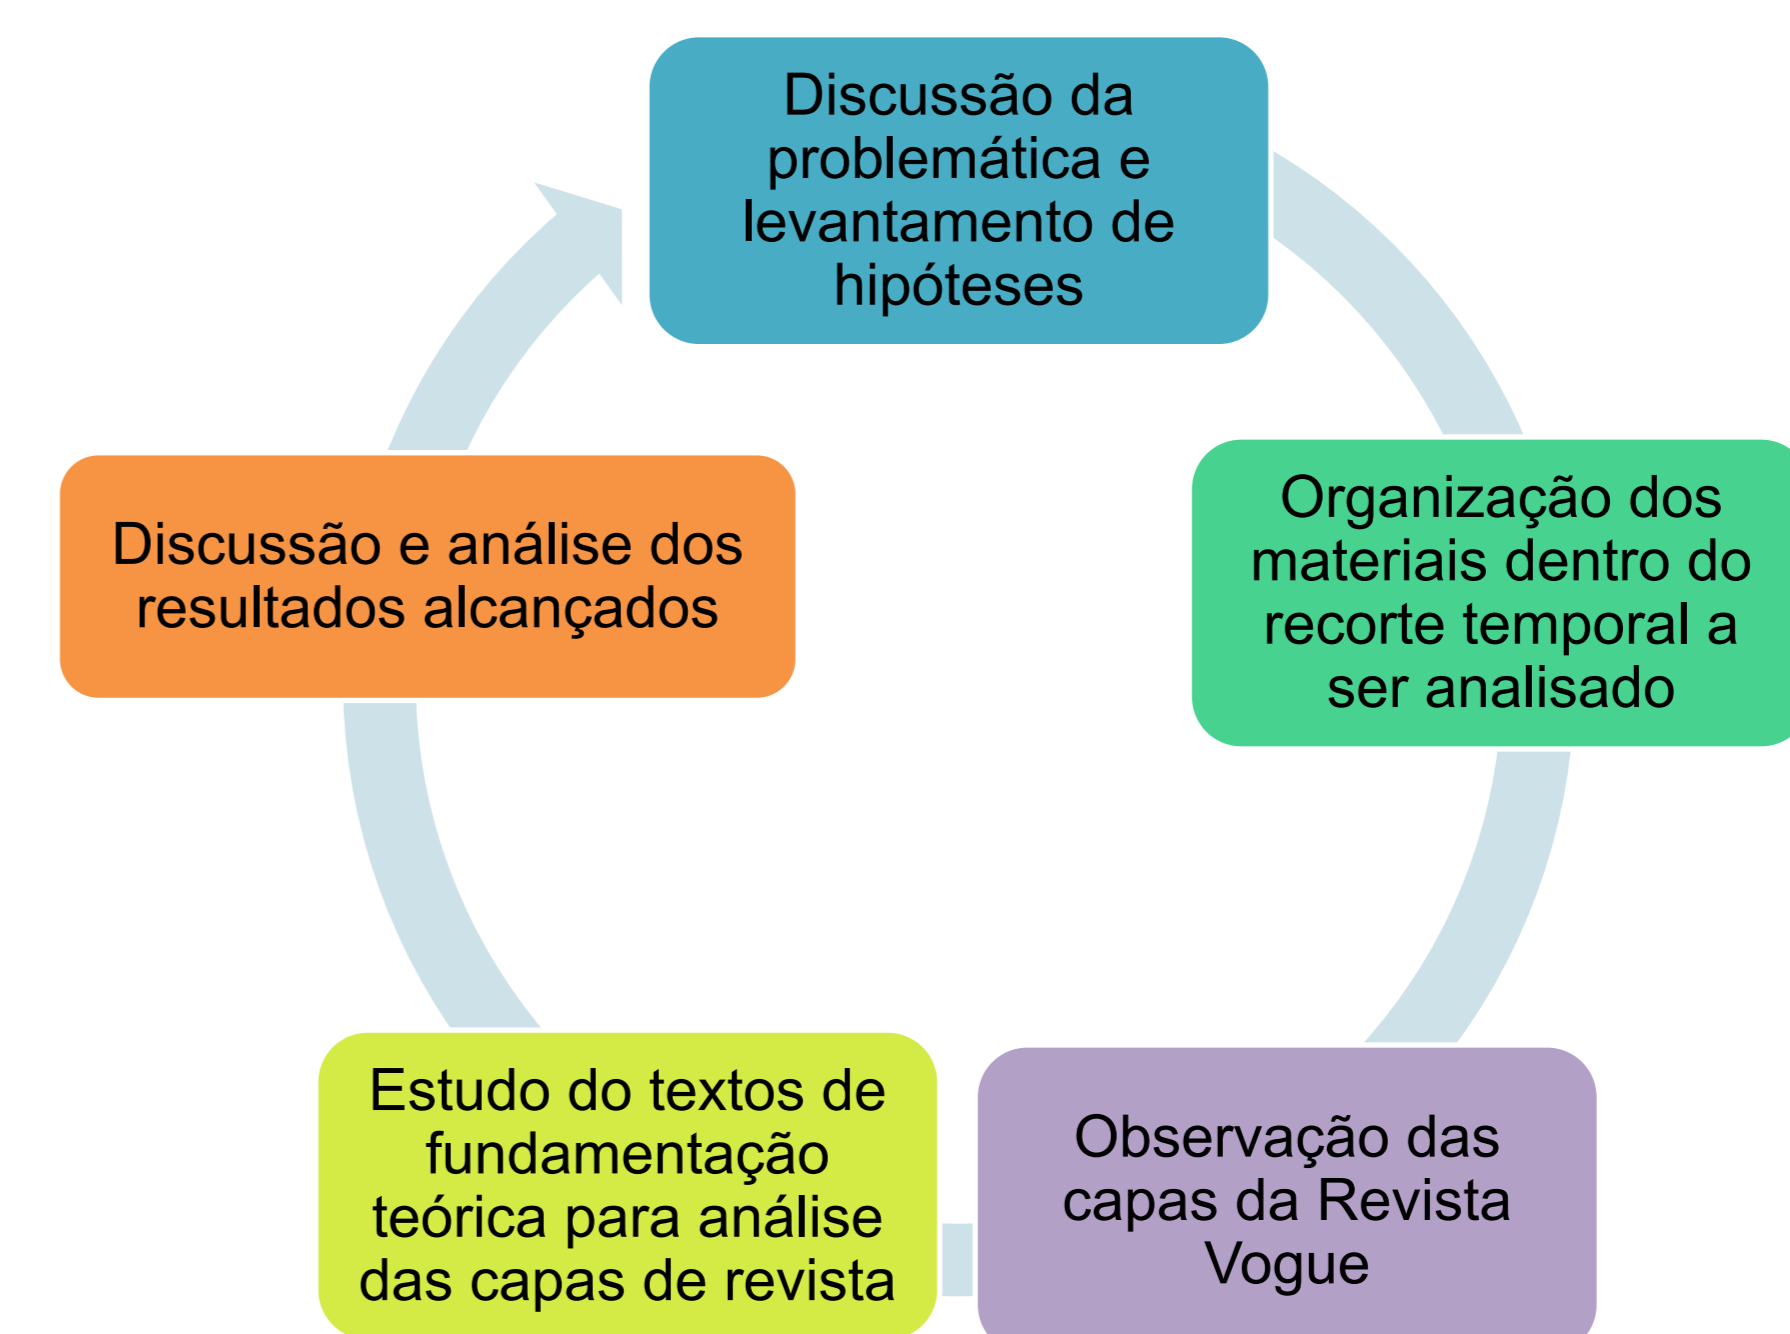 Discussão da
problemática e
levantamento de
hipóteses
Organização dos
materiais dentro do
recorte temporal a
ser analisado
Observação das
capas da Revista
Vogue
Estudo do textos de
fundamentação
teórica para análise
das capas de revista
Discussão e análise dos
resultados alcançados